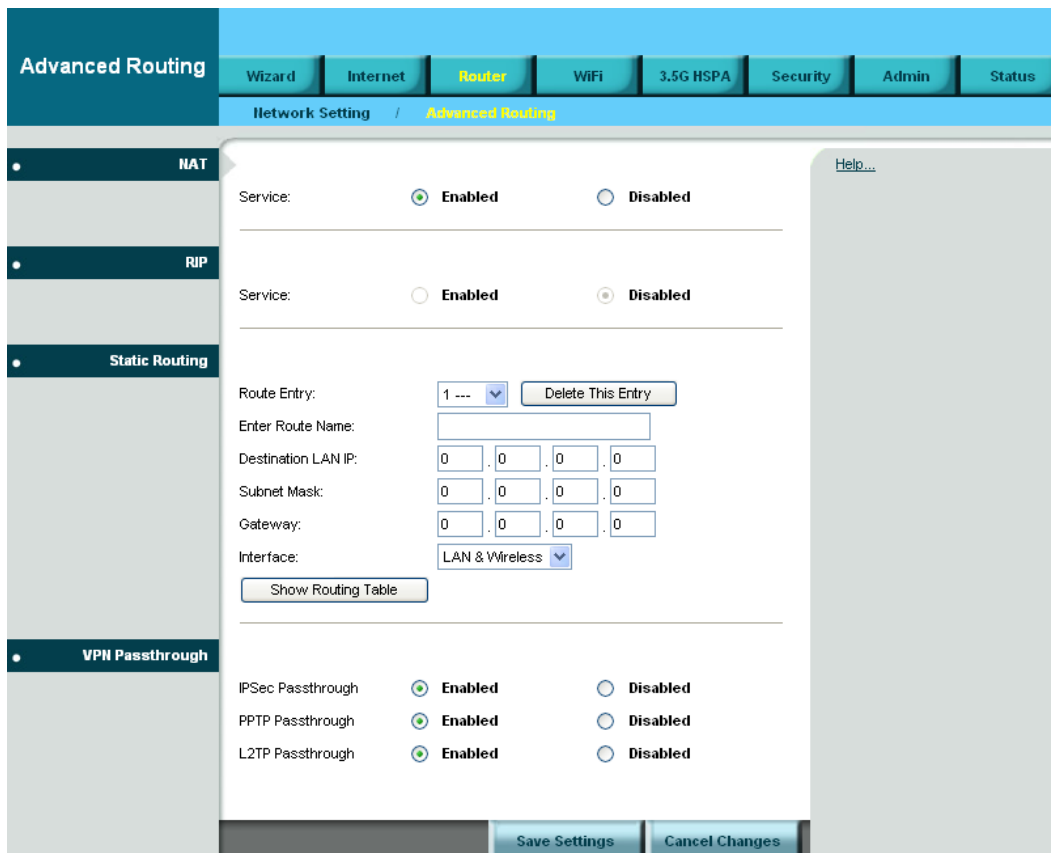 Advanced Routing
Wizard Internet Router WiFi 3.5G HSPA Security Admin Status
Network Setting / Advanced Routing
NAT
Help...
Service: Enabled Disabled
RIP
Service: Enabled Disabled
Static Routing
Route Entry: 1 --- Delete This Entry
Enter Route Name:
Destination LAN IP: 0 . 0 . 0 . 0
Subnet Mask: 0 . 0 . 0 . 0
Gateway: 0 . 0 . 0 . 0
Interface: LAN & Wireless
Show Routing Table
VPN Passthrough
IPSec Passthrough Enabled Disabled
PPTP Passthrough Enabled Disabled
L2TP Passthrough Enabled Disabled
Save Settings Cancel Changes